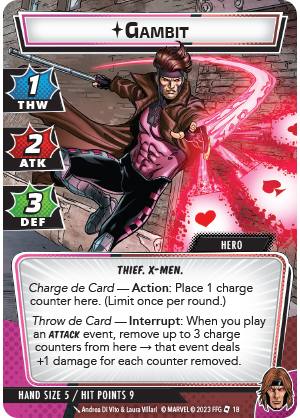 GAMBIT
1
THW
2
ATK
3
DEF
HERO
THIEF. X-MEN.
Charge de Card — Action: Place 1 charge
counter here. (Limit once per round.)
Throw de Card — Interrupt: When you play
an ATTACK event, remove up to 3 charge
counters from here → that event deals
+1 damage for each counter removed.
HAND SIZE 5 / HIT POINTS 9
Andrea Di Vito & Laura Villari © MARVEL © 2023 FFG 18